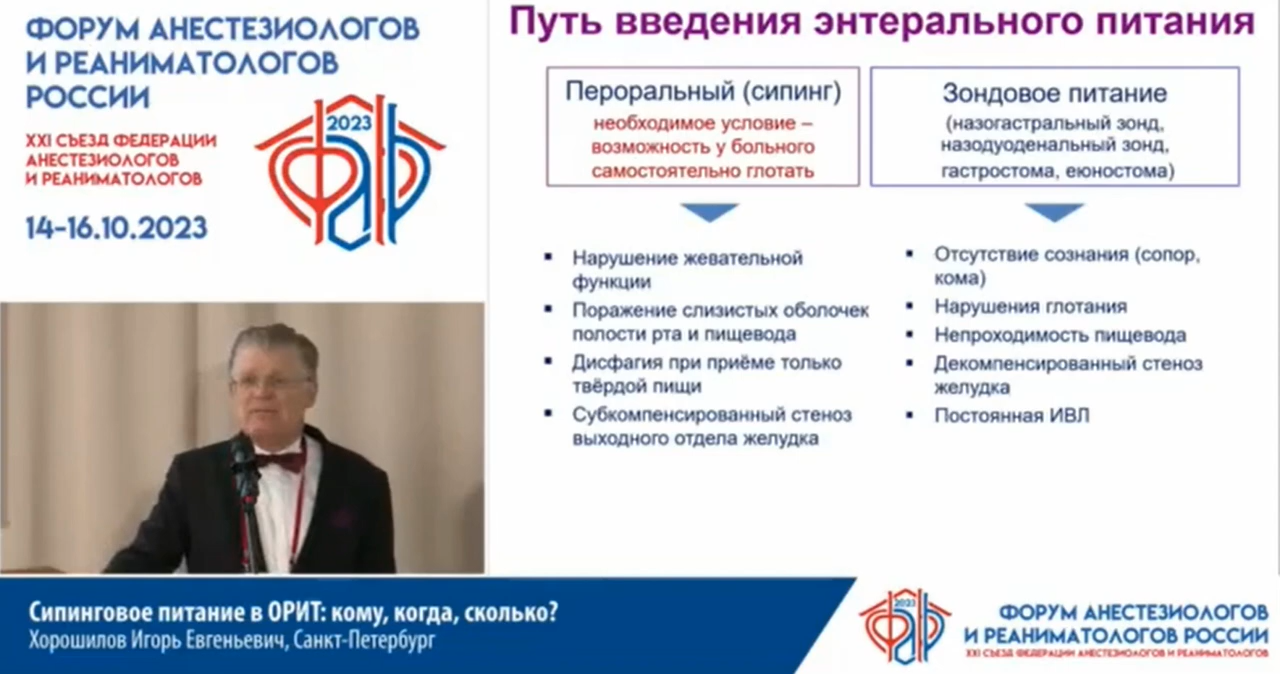 ФОРУМ АНЕСТЕЗИОЛОГОВ
И РЕАНИМАТОЛОГОВ
РОССИИ
XXI СЪЕЗД ФЕДЕРАЦИИ
АНЕСТЕЗИОЛОГОВ
И РЕАНИМАТОЛОГОВ
14-16.10.2023
2023
ФАР
Путь введения энтерального питания
Пероральный (сипинг)
необходимое условие –
возможность у больного
самостоятельно глотать
Нарушение жевательной
функции
Поражение слизистых оболочек
полости рта и пищевода
Дисфагия при приёме только
твёрдой пищи
Субкомпенсированный стеноз
выходного отдела желудка
Зондовое питание
(назогастральный зонд,
назодуоденальный зонд,
гастростома, еюностома)
Отсутствие сознания (сопор,
кома)
Нарушения глотания
Непроходимость пищевода
Декомпенсированный стеноз
желудка
Постоянная ИВЛ
Сипинговое питание в ОРИТ: кому, когда, сколько?
Хорошилов Игорь Евгеньевич, Санкт-Петербург
2023
ФАР
ФОРУМ АНЕСТЕЗИОЛОГОВ
И РЕАНИМАТОЛОГОВ РОССИИ
XXI СЪЕЗД ФЕДЕРАЦИИ АНЕСТЕЗИОЛОГОВ И РЕАНИМАТОЛОГОВ